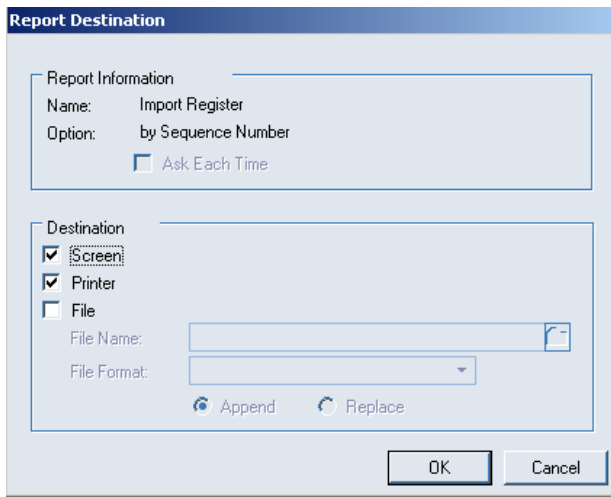 Report Destination
Report Information
Name: Import Register
Option: by Sequence Number
Ask Each Time
Destination
Screen
Printer
File
File Name:
File Format:
Append Replace
OK Cancel